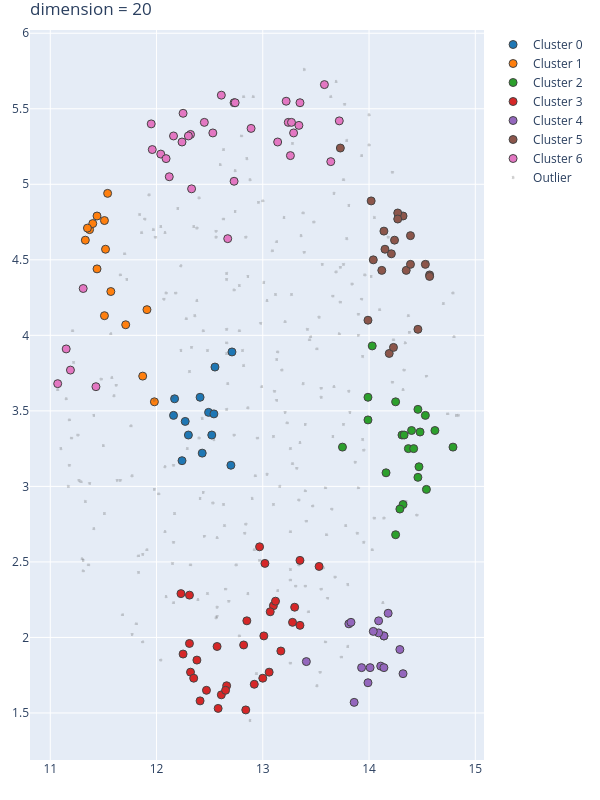 dimension = 20
6
5.5
5
4.5
4
3.5
3
2.5
2
1.5
11 12 13 14 15
Cluster 0
Cluster 1
Cluster 2
Cluster 3
Cluster 4
Cluster 5
Cluster 6
Outlier